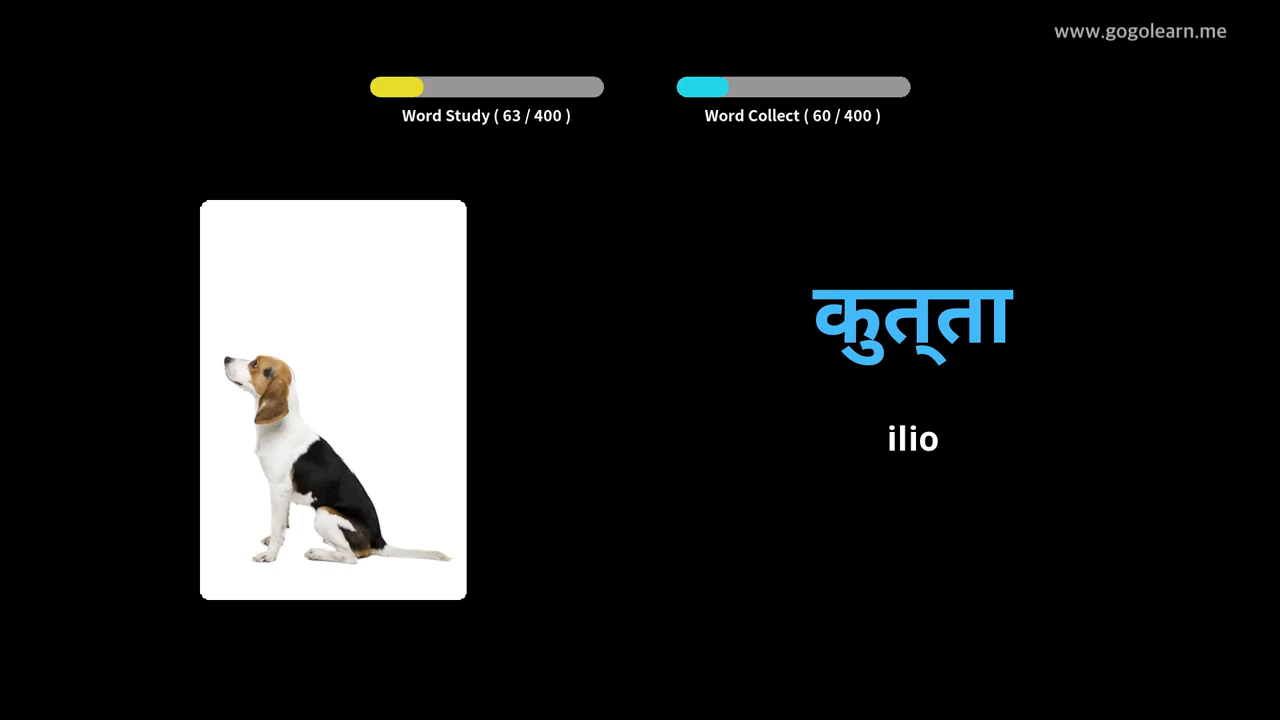 www.gogolearn.me
Word Study ( 63 / 400 )
Word Collect ( 60 / 400 )
कुत्‌ता
ilio